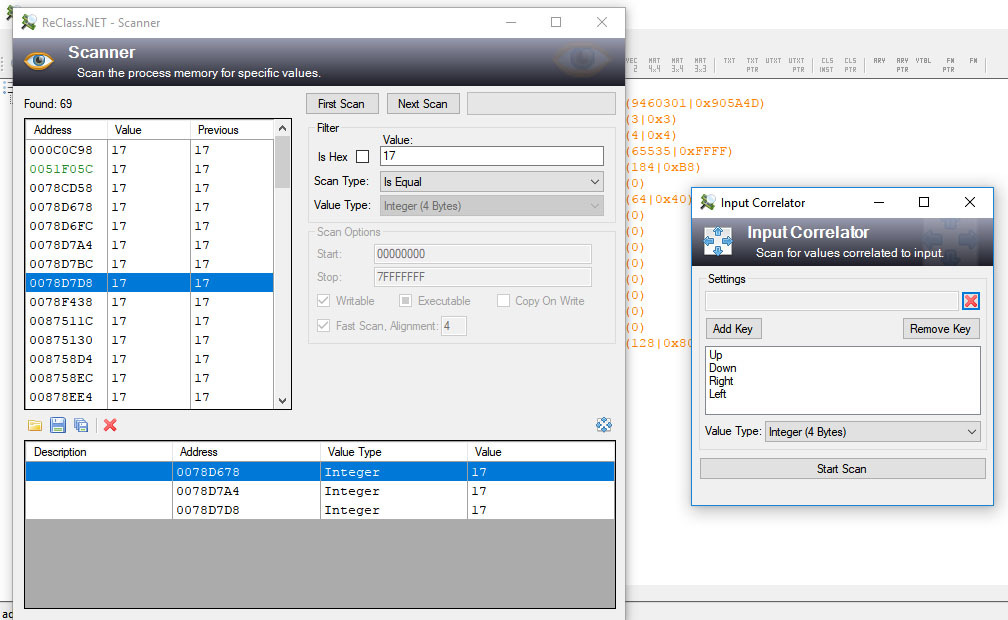 ReClass.NET - Scanner
Scanner
Scan the process memory for specific values.
Found: 69
First Scan
Next Scan
Address Value Previous
000C0C98 17 17
0051F05C 17 17
0078CD58 17 17
0078D678 17 17
0078D6FC 17 17
0078D7A4 17 17
0078D7BC 17 17
0078D7D8 17 17
0078F438 17 17
0087511C 17 17
00875130 17 17
008758D4 17 17
008758EC 17 17
00878EE4 17 17
Filter
Value:
Is Hex 17
Scan Type: Is Equal
Value Type: Integer (4 Bytes)
Scan Options
Start: 00000000
Stop: 7FFFFFFF
Writable Executable Copy On Write
Fast Scan, Alignment: 4
Description Address Value Type Value
0078D678 Integer 17
0078D7A4 Integer 17
0078D7D8 Integer 17
VEC 2
MAT 4x4
MAT 3x4
MAT 3x3
TXT
TXT PTR
UTXT
UTXT PTR
CLS INST
CLS PTR
ARY
ARY PTR
VTBL
FN PTR
FN
(9460301|0x905A4D)
(3|0x3)
(4|0x4)
(65535|0xFFFF)
(184|0xB8)
(0)
(64|0x40)
(0)
(0)
(0)
(0)
(0)
(0)
(0)
(0)
(128|0x80
Input Correlator
Input Correlator
Scan for values correlated to input.
Settings
Add Key
Remove Key
Up
Down
Right
Left
Value Type: Integer (4 Bytes)
Start Scan